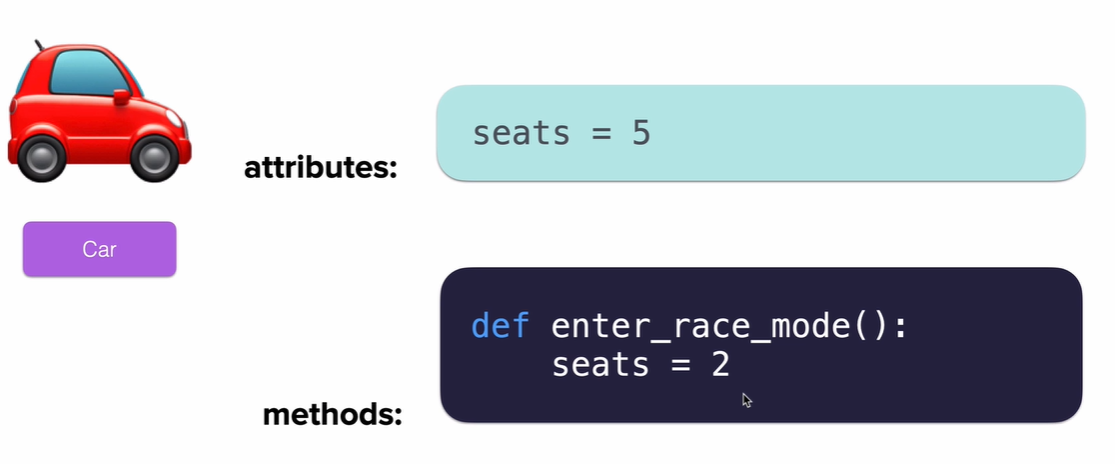 attributes:
seats = 5
Car
methods:
def enter_race_mode():
    seats = 2